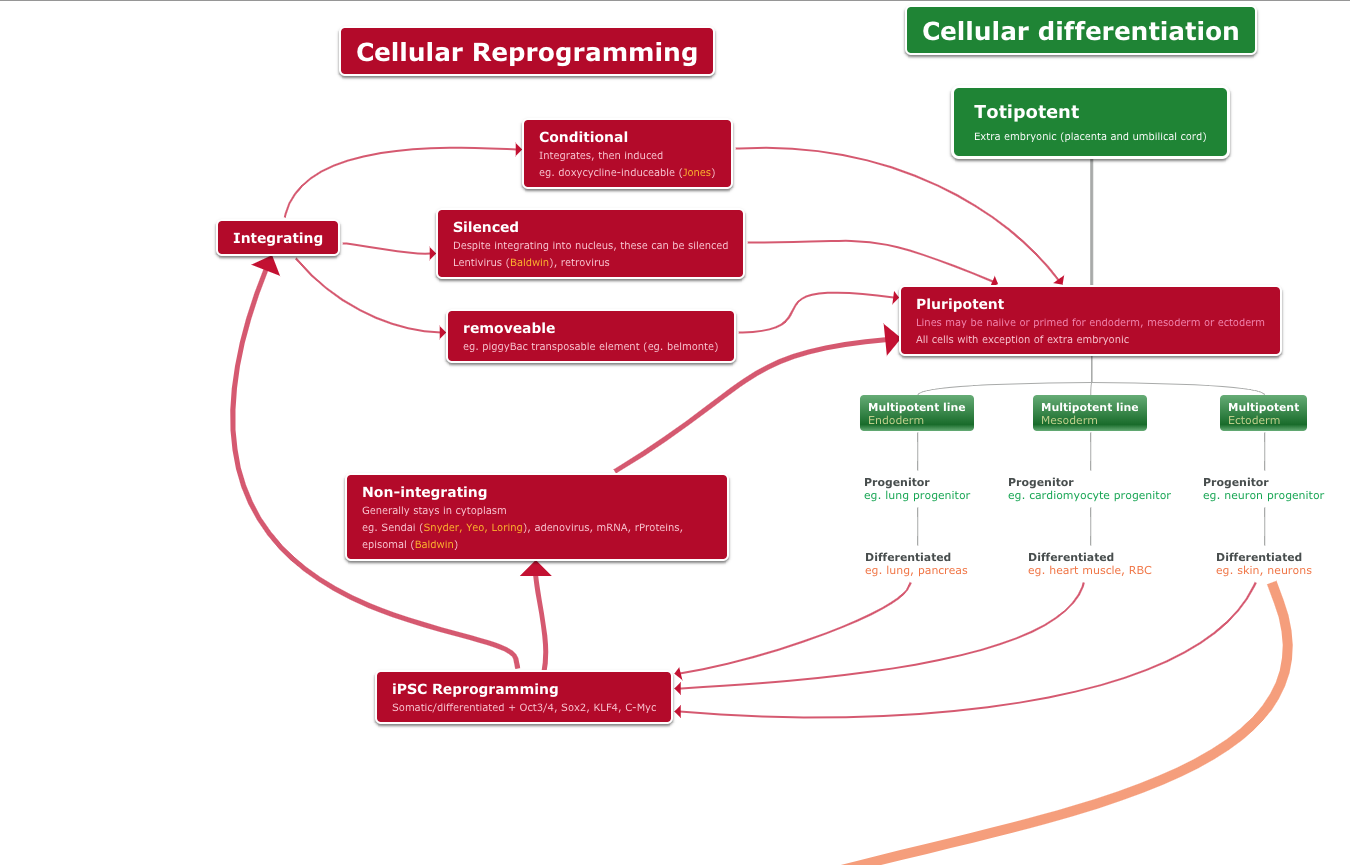 Cellular Reprogramming
Cellular differentiation
Totipotent
Extra embryonic (placenta and umbilical cord)
Conditional
Integrates, then induced
eg. doxycycline-induceable (Jones)
Integrating
Silenced
Despite integrating into nucleus, these can be silenced
Lentivirus (Baldwin), retrovirus
removeable
eg. piggyBac transposable element (eg. belmonte)
Pluripotent
Lines may be naiive or primed for endoderm, mesoderm or ectoderm
All cells with exception of extra embryonic
Multipotent line
Endoderm
Multipotent line
Mesoderm
Multipotent
Ectoderm
Progenitor
eg. lung progenitor
Progenitor
eg. cardiomyocyte progenitor
Progenitor
eg. neuron progenitor
Differentiated
eg. lung, pancreas
Differentiated
eg. heart muscle, RBC
Differentiated
eg. skin, neurons
Non-integrating
Generally stays in cytoplasm
eg. Sendai (Snyder, Yeo, Loring), adenovirus, mRNA, rProteins,
episomal (Baldwin)
iPSC Reprogramming
Somatic/differentiated + Oct3/4, Sox2, KLF4, C-Myc